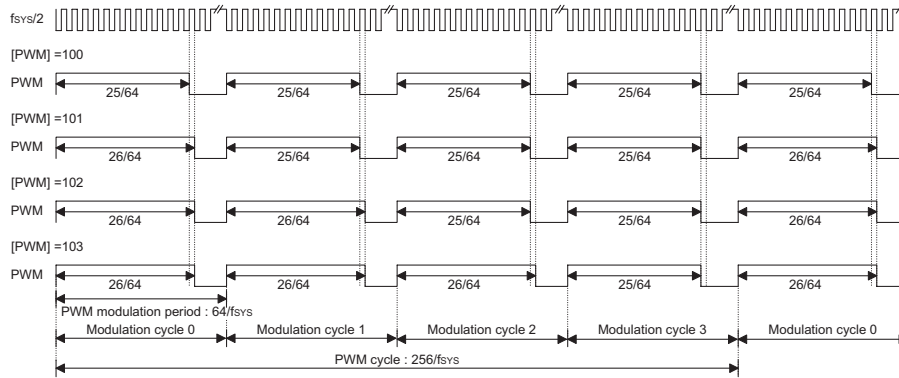 fSYS/2
[PWM] =100
PWM
25/64 25/64 25/64 25/64 25/64
[PWM] =101
PWM
26/64 25/64 25/64 25/64 26/64
[PWM] =102
PWM
26/64 26/64 25/64 25/64 26/64
[PWM] =103
PWM
26/64 26/64 26/64 25/64 26/64
PWM modulation period : 64/fSYS
Modulation cycle 0 Modulation cycle 1 Modulation cycle 2 Modulation cycle 3 Modulation cycle 0
PWM cycle : 256/fSYS